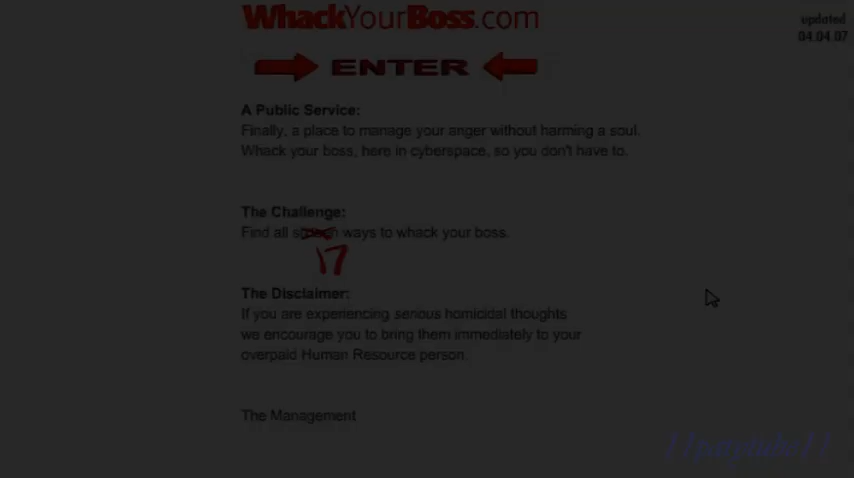 WhackYourBoss.com
updated
04.04.07
ENTER
A Public Service:
Finally, a place to manage your anger without harming a soul.
Whack your boss, here in cyberspace, so you don't have to.
The Challenge:
Find all sixteen ways to whack your boss.
17
The Disclaimer:
If you are experiencing serious homicidal thoughts
we encourage you to bring them immediately to your
overpaid Human Resource person.
The Management